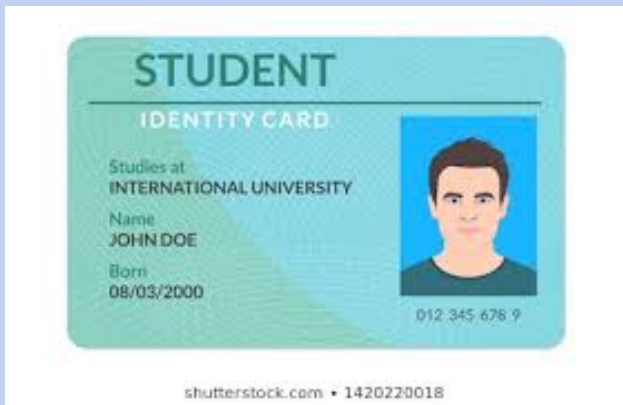 STUDENT
IDENTITY CARD
Studies at
INTERNATIONAL UNIVERSITY
Name
JOHN DOE
Born
08/03/2000
012 345 678 9
shutterstock.com • 1420220018